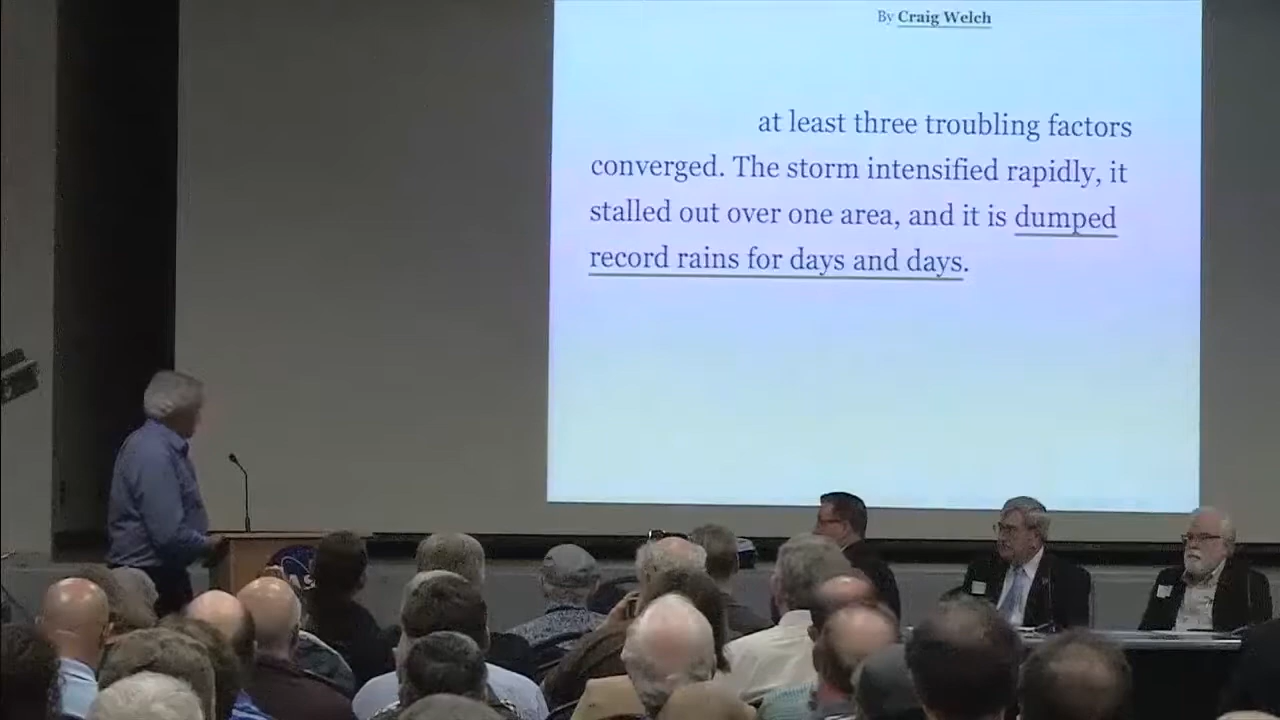 By Craig Welch
at least three troubling factors
converged. The storm intensified rapidly, it
stalled out over one area, and it is dumped
record rains for days and days.